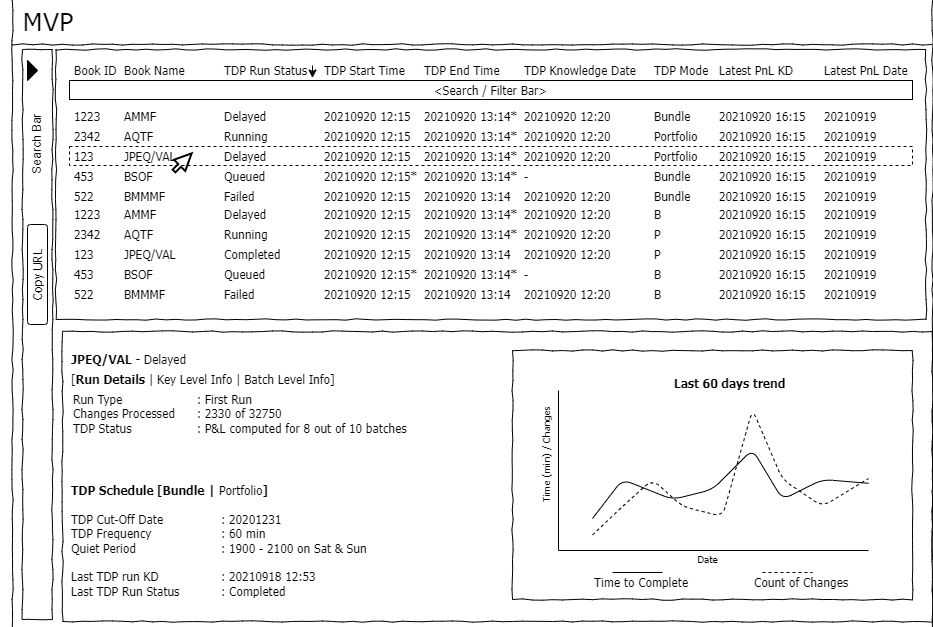 MVP
Search Bar
Copy URL
Book ID Book Name TDP Run Status TDP Start Time TDP End Time TDP Knowledge Date TDP Mode Latest PnL KD Latest PnL Date
<Search / Filter Bar>
1223 AMMF Delayed 20210920 12:15 20210920 13:14* 20210920 12:20 Bundle 20210920 16:15 20210919
2342 AQTF Running 20210920 12:15 20210920 13:14* 20210920 12:20 Portfolio 20210920 16:15 20210919
123 JPEQ/VAL Delayed 20210920 12:15 20210920 13:14* 20210920 12:20 Portfolio 20210920 16:15 20210919
453 BSOF Queued 20210920 12:15* 20210920 13:14* - Bundle 20210920 16:15 20210919
522 BMMMF Failed 20210920 12:15 20210920 13:14 20210920 12:20 Bundle 20210920 16:15 20210919
1223 AMMF Delayed 20210920 12:15 20210920 13:14* 20210920 12:20 B 20210920 16:15 20210919
2342 AQTF Running 20210920 12:15 20210920 13:14* 20210920 12:20 P 20210920 16:15 20210919
123 JPEQ/VAL Completed 20210920 12:15 20210920 13:14 20210920 12:20 P 20210920 16:15 20210919
453 BSOF Queued 20210920 12:15* 20210920 13:14* - B 20210920 16:15 20210919
522 BMMMF Failed 20210920 12:15 20210920 13:14 20210920 12:20 B 20210920 16:15 20210919
JPEQ/VAL - Delayed
[Run Details | Key Level Info | Batch Level Info]
Run Type : First Run
Changes Processed : 2330 of 32750
TDP Status : P&L computed for 8 out of 10 batches
TDP Schedule [Bundle | Portfolio]
TDP Cut-Off Date : 20201231
TDP Frequency : 60 min
Quiet Period : 1900 - 2100 on Sat & Sun
Last TDP run KD : 20210918 12:53
Last TDP Run Status : Completed
Last 60 days trend
Time (min) / Changes
Date
Time to Complete Count of Changes